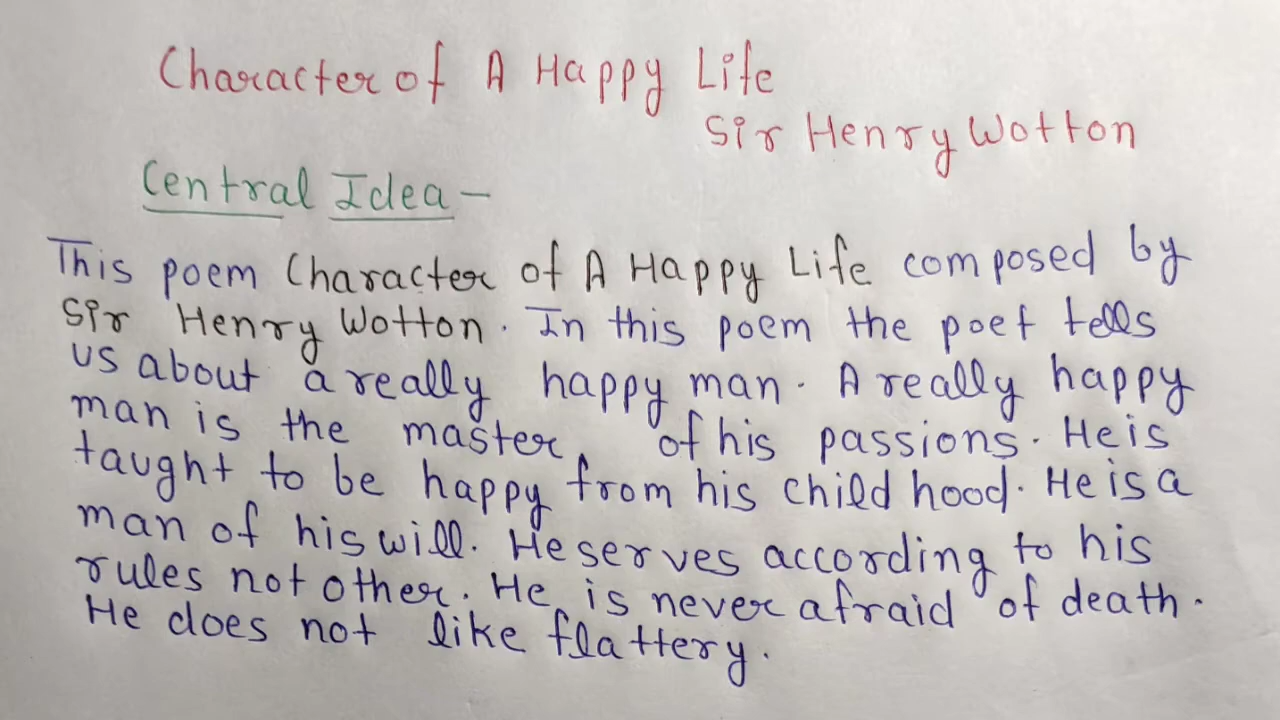 Character of A Happy Life
Sir Henry Wotton
Central Idea -
This poem Character of A Happy Life composed by
Sir Henry Wotton. In this poem the poet tells
us about a really happy man. A really happy
man is the master of his passions. He is
taught to be happy from his child hood. He is a
man of his will. He serves according to his
rules not other. He is never afraid of death.
He does not like flattery.